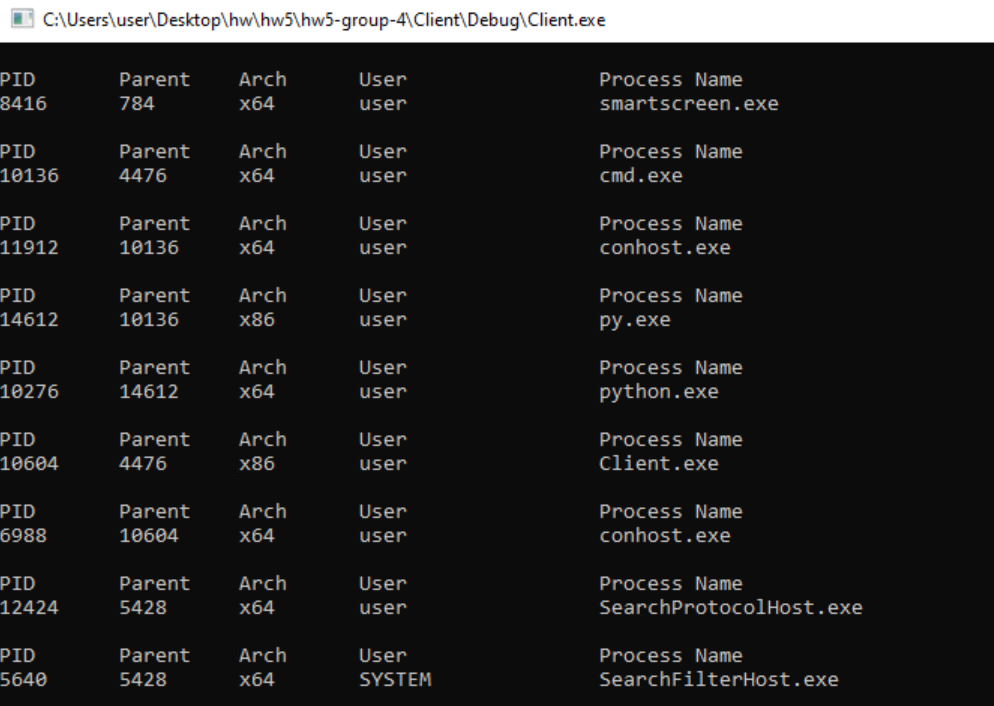 C:\Users\user\Desktop\hw\hw5\hw5-group-4\Client\Debug\Client.exe
PID Parent Arch User Process Name
8416 784 x64 user smartscreen.exe
PID Parent Arch User Process Name
10136 4476 x64 user cmd.exe
PID Parent Arch User Process Name
11912 10136 x64 user conhost.exe
PID Parent Arch User Process Name
14612 10136 x86 user py.exe
PID Parent Arch User Process Name
10276 14612 x64 user python.exe
PID Parent Arch User Process Name
10604 4476 x86 user Client.exe
PID Parent Arch User Process Name
6988 10604 x64 user conhost.exe
PID Parent Arch User Process Name
12424 5428 x64 user SearchProtocolHost.exe
PID Parent Arch User Process Name
5640 5428 x64 SYSTEM SearchFilterHost.exe